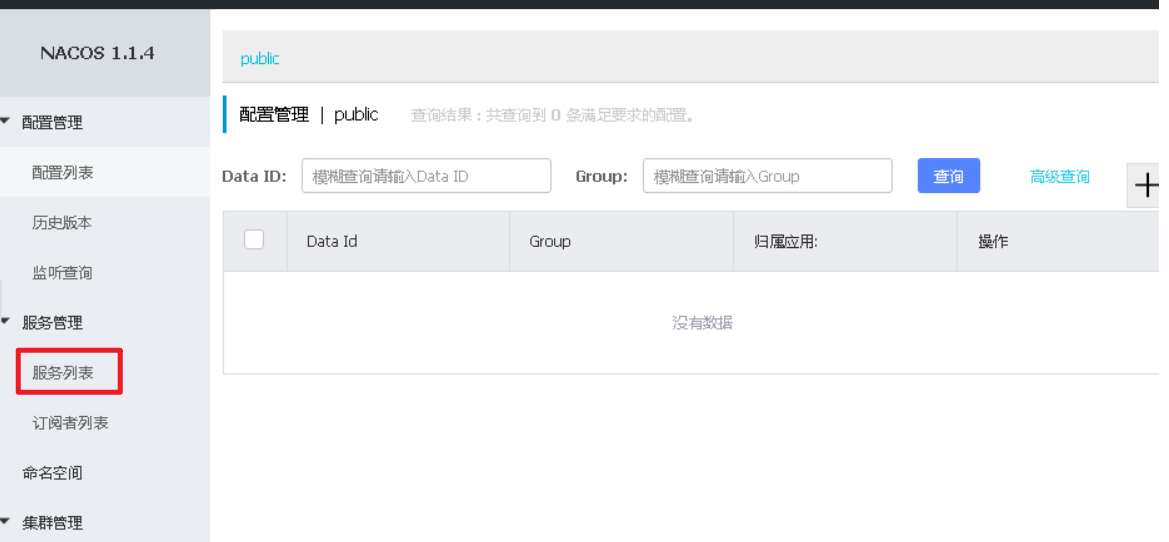 NACOS 1.1.4
配置管理
配置列表
历史版本
监听查询
服务管理
服务列表
订阅者列表
命名空间
集群管理
public
配置管理 | public 查询结果：共查询到 0 条满足要求的配置。
Data ID: 模糊查询请输入Data ID Group: 模糊查询请输入Group 查询 高级查询
Data Id Group 归属应用: 操作
没有数据